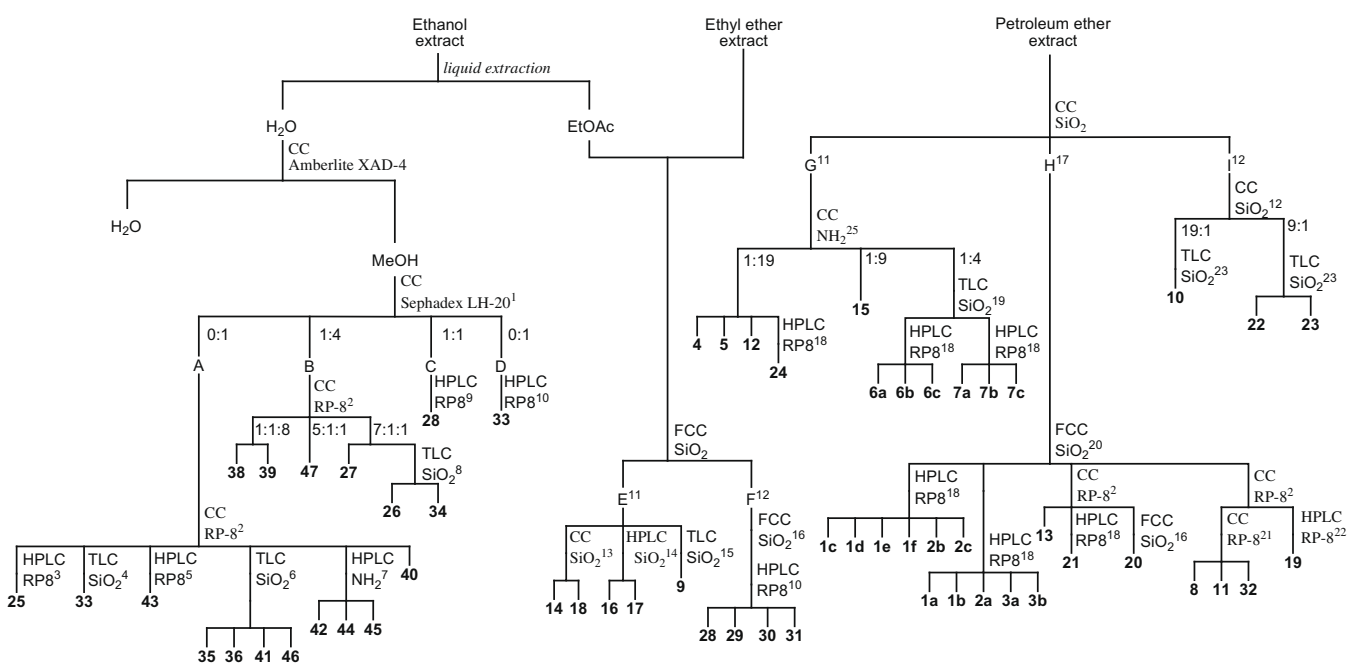 Ethanol
extract
Ethyl ether
extract
Petroleum ether
extract
liquid extraction
H₂O
EtOAc
CC
SiO₂
CC
Amberlite XAD-4
G¹¹
H¹⁷
I¹²
CC
SiO₂¹²
H₂O
CC
NH₂²⁵
19:1
9:1
MeOH
1:19
1:9
1:4
TLC
SiO₂²³
TLC
SiO₂²³
CC
Sephadex LH-20¹
TLC
SiO₂¹⁹
10
15
22
23
0:1
1:4
1:1
0:1
4
5
12
HPLC
RP8¹⁸
HPLC
RP8¹⁸
HPLC
RP8¹⁸
24
A
B
C
D
6a
6b
6c
7a
7b
7c
CC
RP-8²
HPLC
RP8⁹
HPLC
RP8¹⁰
28
33
1:1:8
5:1:1
7:1:1
38
39
47
27
TLC
SiO₂⁸
26
34
FCC
SiO₂
FCC
SiO₂²⁰
E¹¹
F¹²
HPLC
RP8¹⁸
CC
RP-8²
CC
RP-8²
CC
RP-8²
1c
1d
1e
1f
2b
2c
HPLC
RP8¹⁸
13
HPLC
RP8¹⁸
21
FCC
SiO₂¹⁶
20
CC
RP-8²¹
HPLC
RP-8²²
19
CC
SiO₂¹³
HPLC
SiO₂¹⁴
TLC
SiO₂¹⁵
FCC
SiO₂¹⁶
HPLC
RP8³
TLC
SiO₂⁴
HPLC
RP8⁵
TLC
SiO₂⁶
HPLC
NH₂⁷
40
25
33
43
14
18
16
17
9
HPLC
RP8¹⁰
1a
1b
2a
3a
3b
8
11
32
42
44
45
28
29
30
31
35
36
41
46